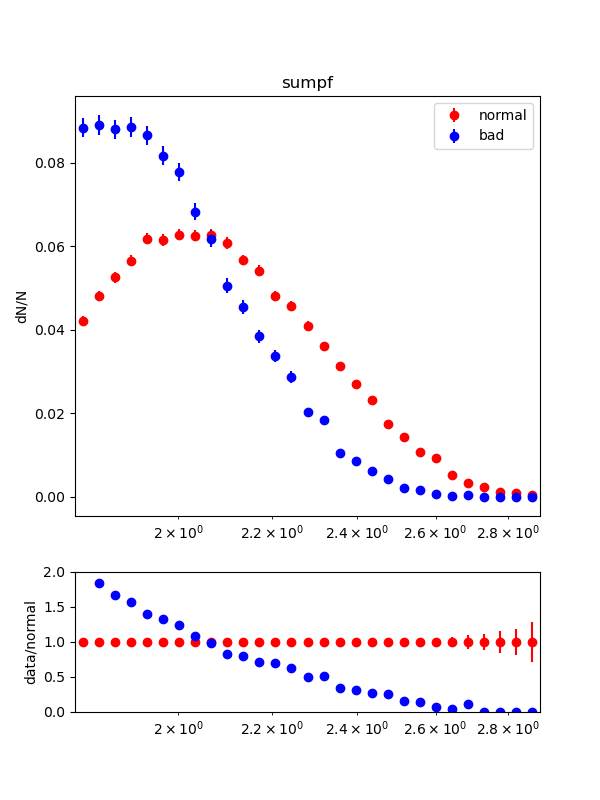 sumpf
normal
bad
dN/N
0.08
0.06
0.04
0.02
0.00
2 × 10⁰ 2.2 × 10⁰ 2.4 × 10⁰ 2.6 × 10⁰ 2.8 × 10⁰
data/normal
2.0
1.5
1.0
0.5
0.0
2 × 10⁰ 2.2 × 10⁰ 2.4 × 10⁰ 2.6 × 10⁰ 2.8 × 10⁰